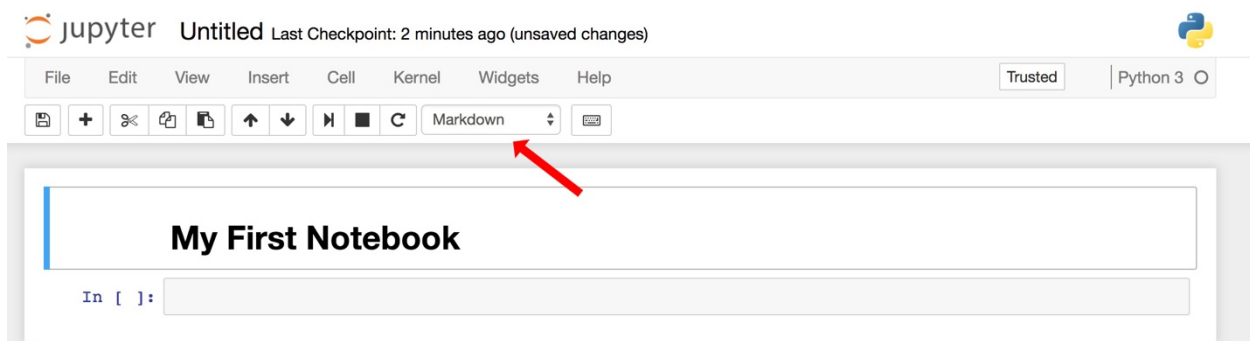 jupyter Untitled Last Checkpoint: 2 minutes ago (unsaved changes)
File Edit View Insert Cell Kernel Widgets Help Trusted Python 3
Markdown
My First Notebook
In [ ]: